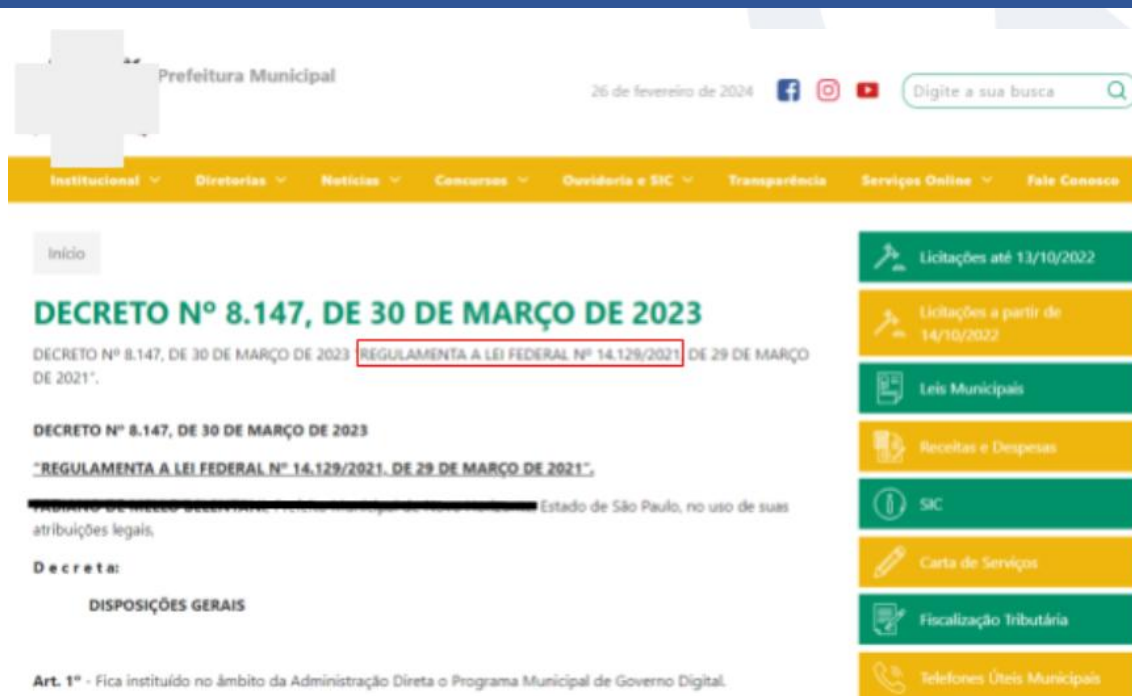 Prefeitura Municipal
26 de fevereiro de 2024
Digite a sua busca
Institucional
Diretorias
Notícias
Concursos
Ouvidoria e SIC
Transparência
Serviços Online
Fale Conosco
Início
DECRETO Nº 8.147, DE 30 DE MARÇO DE 2023
DECRETO Nº 8.147, DE 30 DE MARÇO DE 2023 "REGULAMENTA A LEI FEDERAL Nº 14.129/2021, DE 29 DE MARÇO
DE 2021".
DECRETO Nº 8.147, DE 30 DE MARÇO DE 2023
"REGULAMENTA A LEI FEDERAL Nº 14.129/2021, DE 29 DE MARÇO DE 2021".
Estado de São Paulo, no uso de suas
atribuições legais,
Decreta:
DISPOSIÇÕES GERAIS
Art. 1º - Fica instituído no âmbito da Administração Direta o Programa Municipal de Governo Digital.
Licitações até 13/10/2022
Licitações a partir de
14/10/2022
Leis Municipais
Receitas e Despesas
SIC
Carta de Serviços
Fiscalização Tributária
Telefones Úteis Municipais